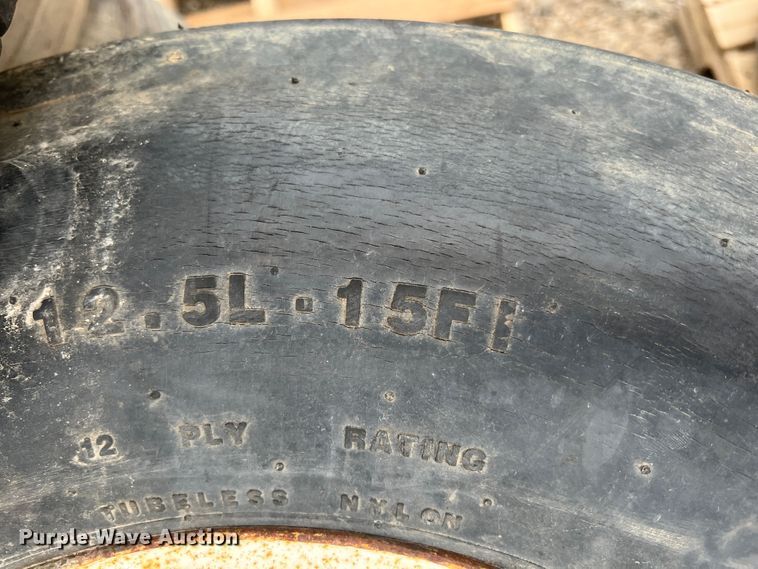 12.5L-15FI
12 PLY RATING
TUBELESS NYLON
Purple Wave Auction